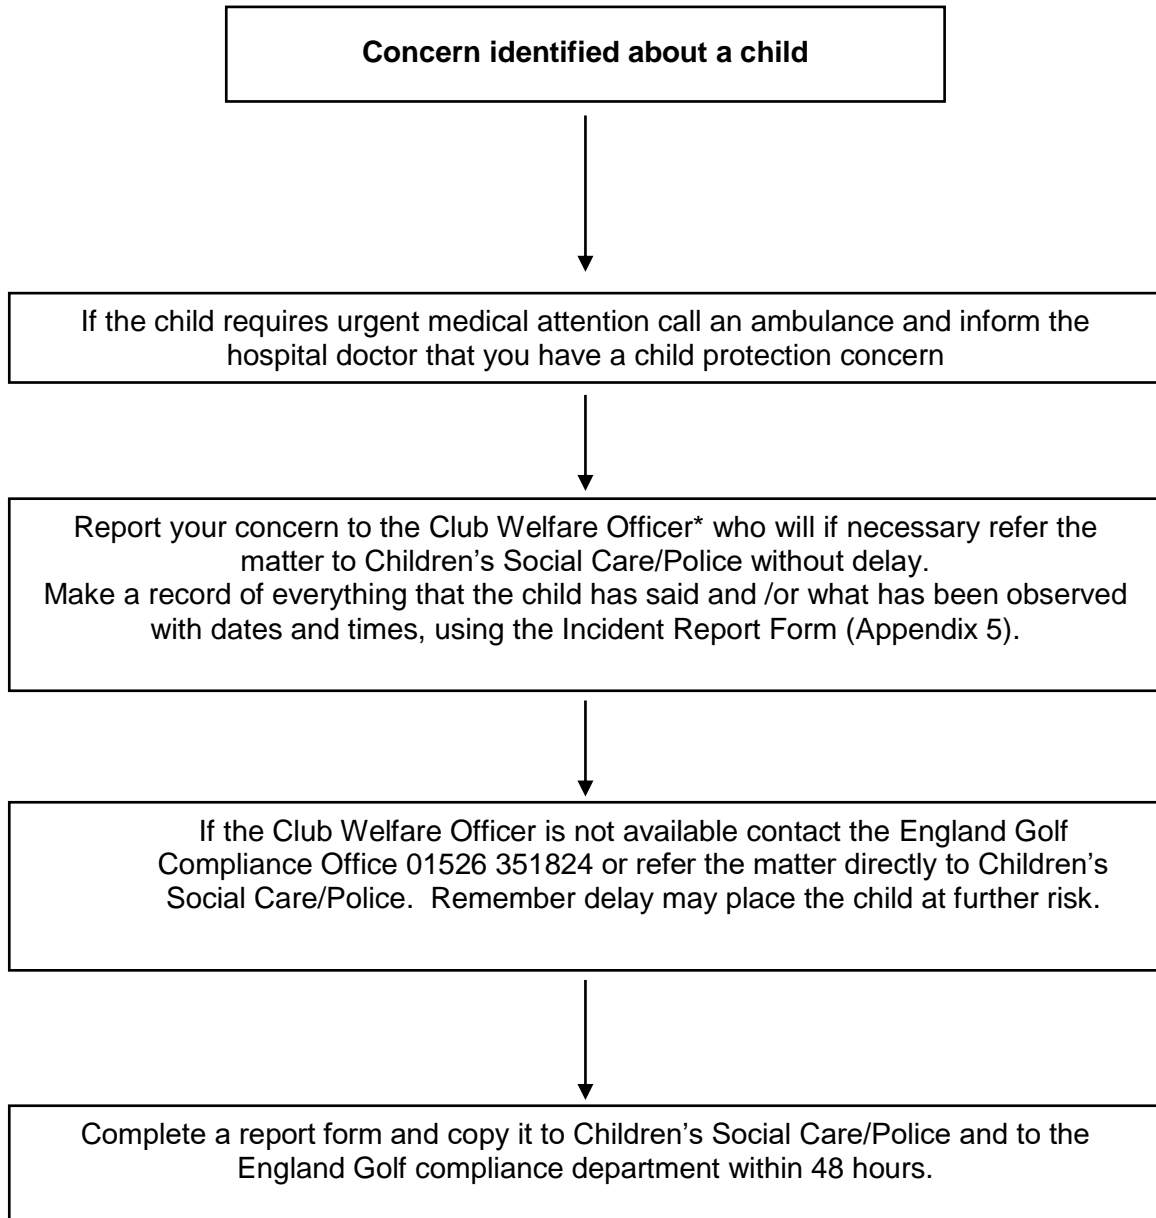 Concern identified about a child
If the child requires urgent medical attention call an ambulance and inform the
hospital doctor that you have a child protection concern
Report your concern to the Club Welfare Officer* who will if necessary refer the
matter to Children’s Social Care/Police without delay.
Make a record of everything that the child has said and /or what has been observed
with dates and times, using the Incident Report Form (Appendix 5).
If the Club Welfare Officer is not available contact the England Golf
Compliance Office 01526 351824 or refer the matter directly to Children’s
Social Care/Police.  Remember delay may place the child at further risk.
Complete a report form and copy it to Children’s Social Care/Police and to the
England Golf compliance department within 48 hours.